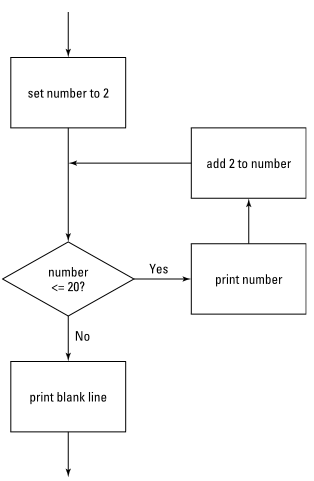 set number to 2
add 2 to number
number
<= 20?
Yes
print number
No
print blank line